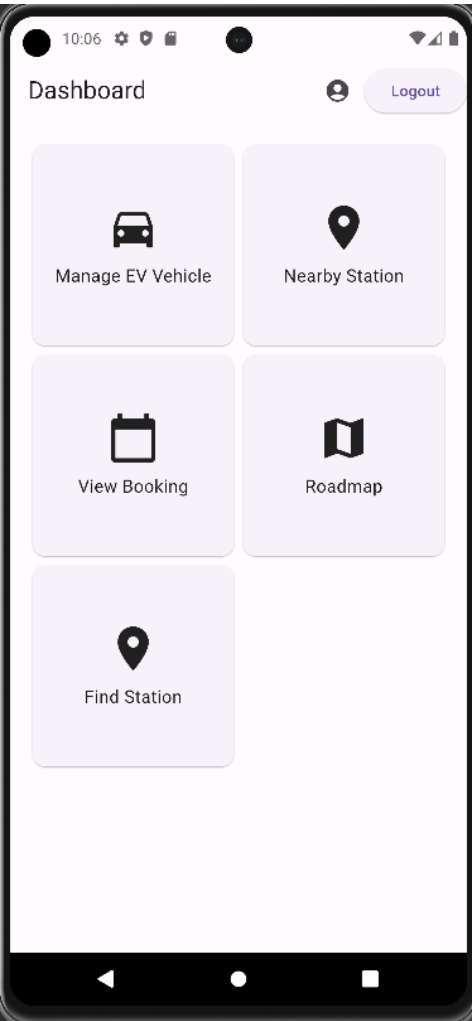 10:06
Dashboard
Logout
Manage EV Vehicle
Nearby Station
View Booking
Roadmap
Find Station